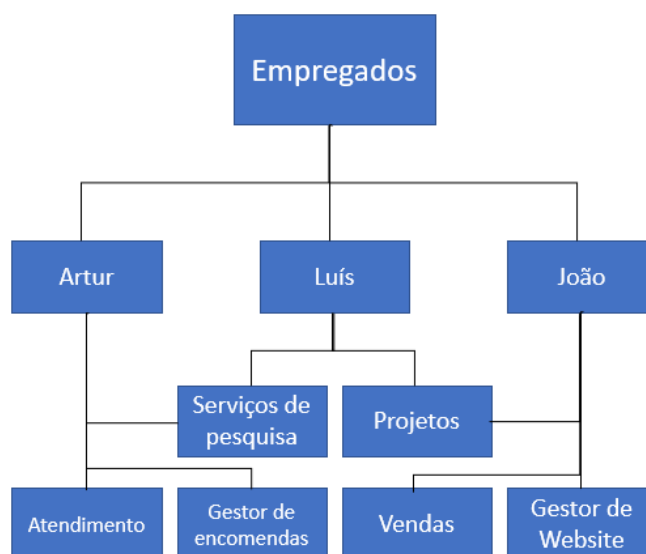 Empregados
Artur
Luís
João
Serviços de
pesquisa
Projetos
Atendimento
Gestor de
encomendas
Vendas
Gestor de
Website